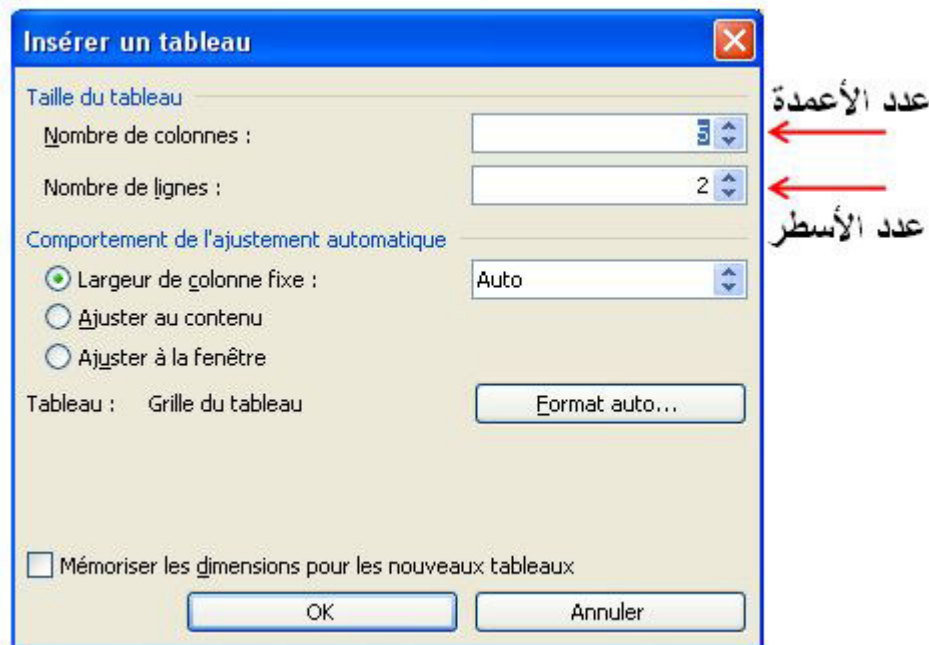 Insérer un tableau
Taille du tableau
عدد الأعمدة
Nombre de colonnes : 5
Nombre de lignes : 2
عدد الأسطر
Comportement de l'ajustement automatique
Largeur de colonne fixe : Auto
Ajuster au contenu
Ajuster à la fenêtre
Tableau : Grille du tableau Format auto...
Mémoriser les dimensions pour les nouveaux tableaux
OK Annuler